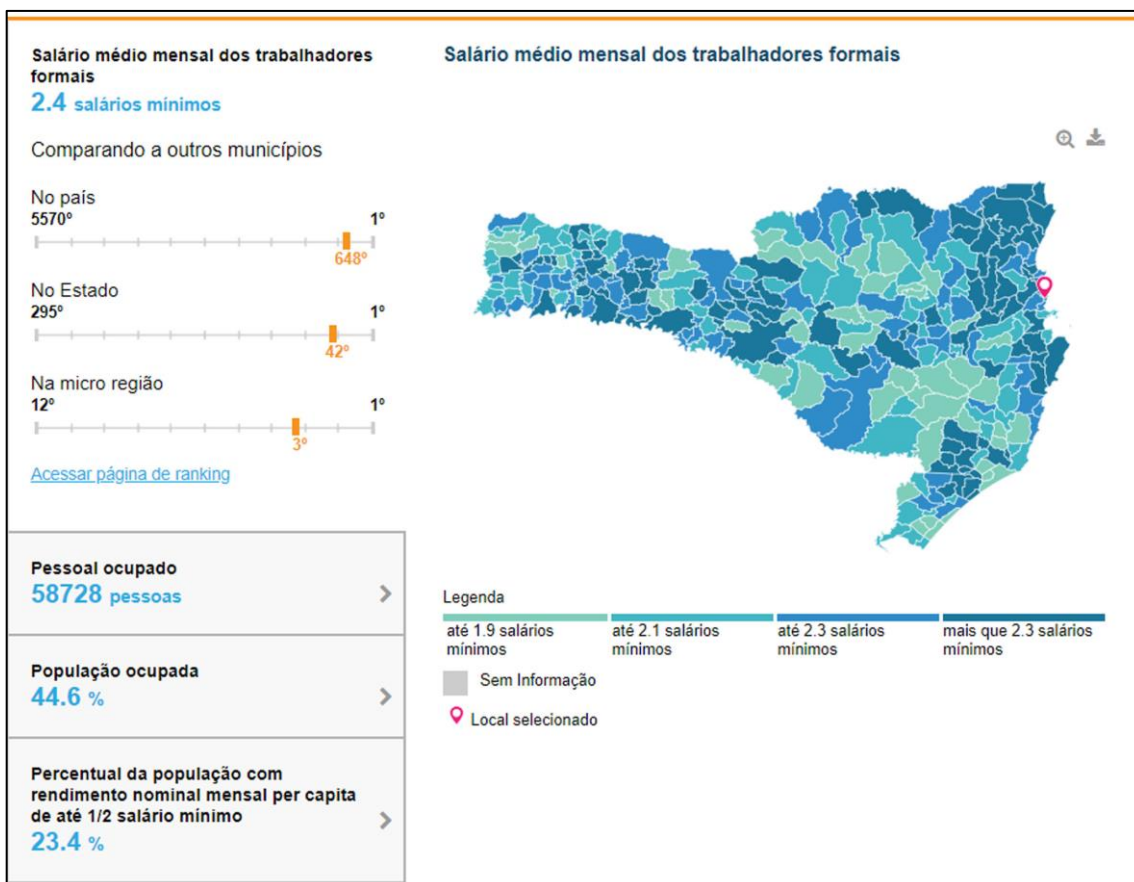 Salário médio mensal dos trabalhadores
formais
2.4 salários mínimos
Comparando a outros municípios
No país
5570º 1º
648º
No Estado
295º 1º
42º
Na micro região
12º 1º
3º
Acessar página de ranking
Pessoal ocupado
58728 pessoas
População ocupada
44.6 %
Percentual da população com
rendimento nominal mensal per capita
de até 1/2 salário mínimo
23.4 %
Salário médio mensal dos trabalhadores formais
Legenda
até 1.9 salários
mínimos
até 2.1 salários
mínimos
até 2.3 salários
mínimos
mais que 2.3 salários
mínimos
Sem Informação
Local selecionado